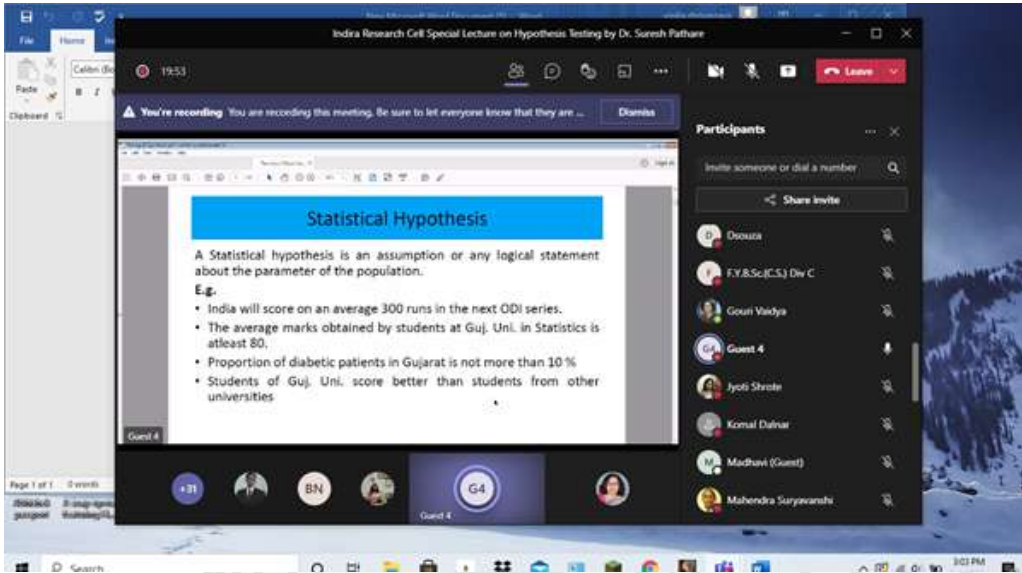 Indira Research Cell Special Lecture on Hypothesis Testing by Dr. Suresh Pathare
File
Home
Calibri (Bo
Paste
B I
Clipboard
19:53
Leave
You're recording You are recording this meeting. Be sure to let everyone know that they are ...
Dismiss
Statistical Hypothesis
A Statistical hypothesis is an assumption or any logical statement
about the parameter of the population.
E.g.
• India will score on an average 300 runs in the next ODI series.
• The average marks obtained by students at Guj. Uni. in Statistics is
atleast 80.
• Proportion of diabetic patients in Gujarat is not more than 10 %
• Students of Guj. Uni. score better than students from other
universities
Guest 4
+31
BN
G4
Guest 4
Participants
Invite someone or dial a number
Share invite
D Dsouza
F F.Y.B.Sc.(C.S.) Div C
Gouri Vaidya
G4 Guest 4
Jyoti Shrote
Komal Dalnar
M Madhavi (Guest)
Mahendra Suryavanshi
Page 1 of 1 0 words
Search
3:03 PM